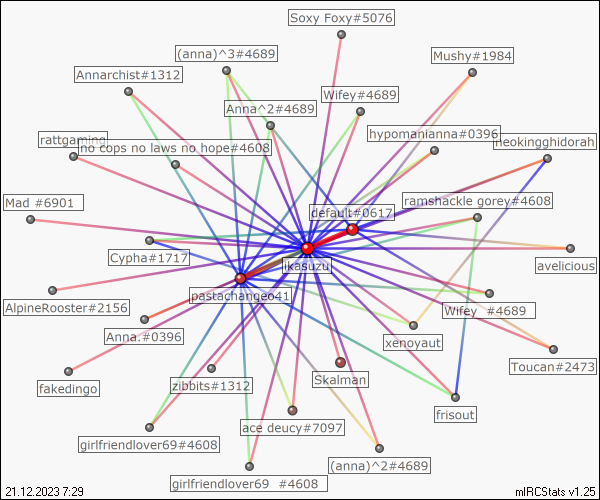 Soxy Foxy#5076
(anna)^3#4689
Mushy#1984
Annarchist#1312
Wifey#4689
Anna^2#4689
hypomanianna#0396
rattgaming
no cops no laws no hope#4608
neokingghidorah
Mad #6901
ramshackle gorey#4608
default#0617
Cypha#1717
ikasuzu
avelicious
pastachangeo41
AlpineRooster#2156
Wifey #4689
Anna.#0396
xenoyaut
Toucan#2473
fakedingo
zibbits#1312
Skalman
frisout
ace deucy#7097
girlfriendlover69#4608
(anna)^2#4689
girlfriendlover69 #4608
21.12.2023 7:29
mIRCStats v1.25